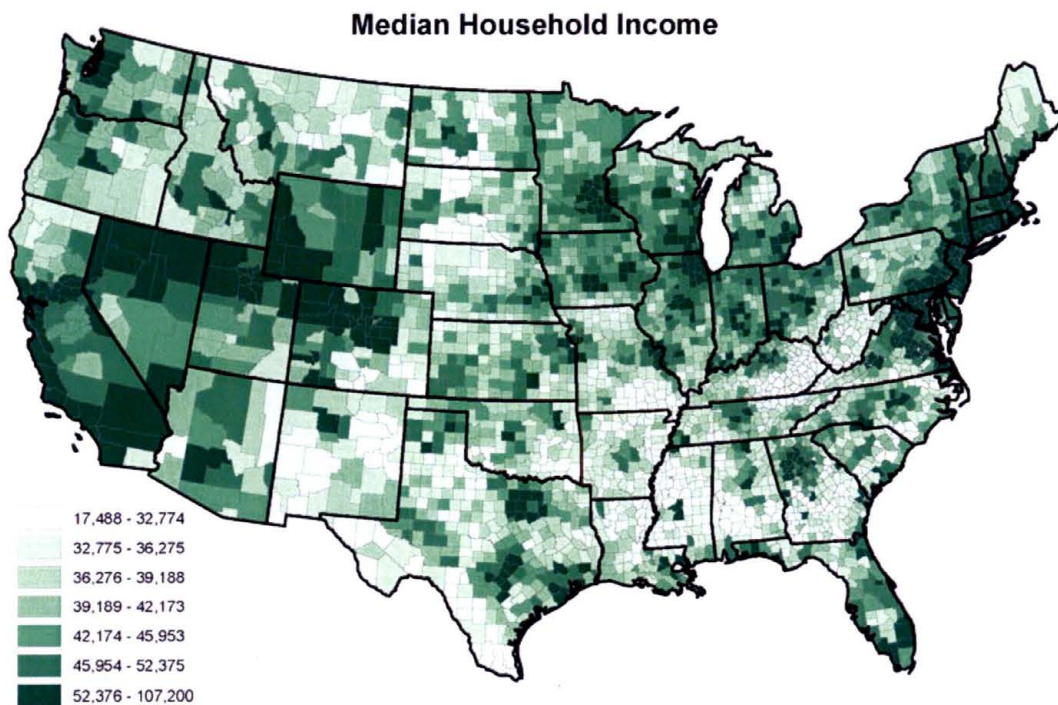 Median Household Income
17,488 - 32,774
32,775 - 36,275
36,276 - 39,188
39,189 - 42,173
42,174 - 45,953
45,954 - 52,375
52,376 - 107,200